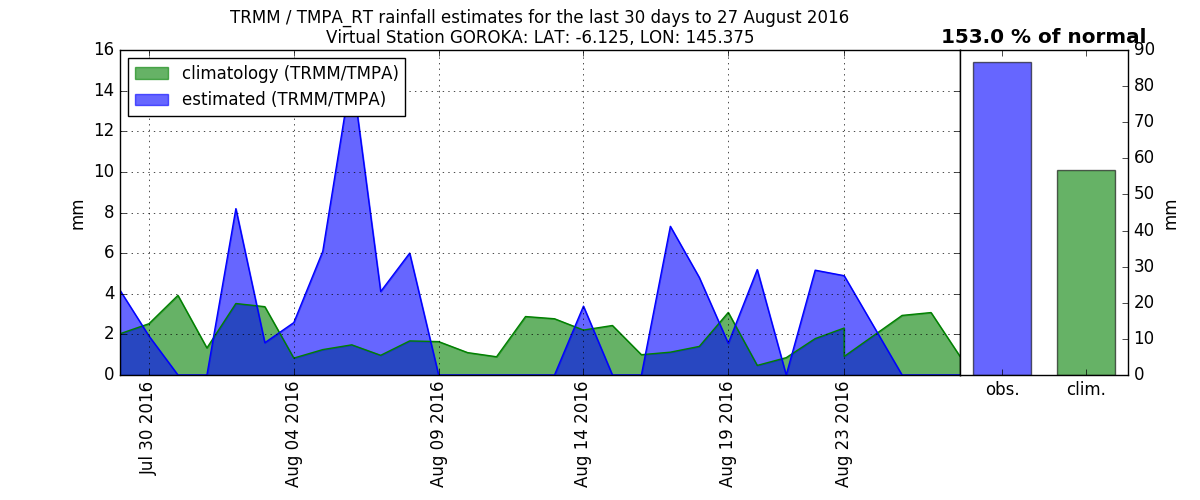 TRMM / TMPA_RT rainfall estimates for the last 30 days to 27 August 2016
Virtual Station GOROKA: LAT: -6.125, LON: 145.375
153.0 % of normal
climatology (TRMM/TMPA)
estimated (TRMM/TMPA)
mm
16
14
12
10
8
6
4
2
0
Jul 30 2016
Aug 04 2016
Aug 09 2016
Aug 14 2016
Aug 19 2016
Aug 23 2016
obs.
clim.
90
80
70
60
50
40
30
20
10
0
mm